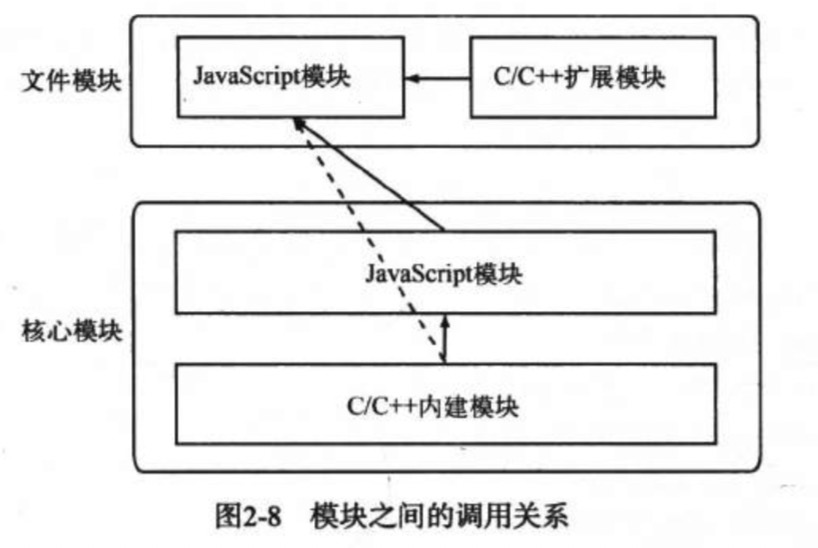 文件模块
JavaScript模块
C/C++扩展模块
核心模块
JavaScript模块
C/C++内建模块
图2-8 模块之间的调用关系